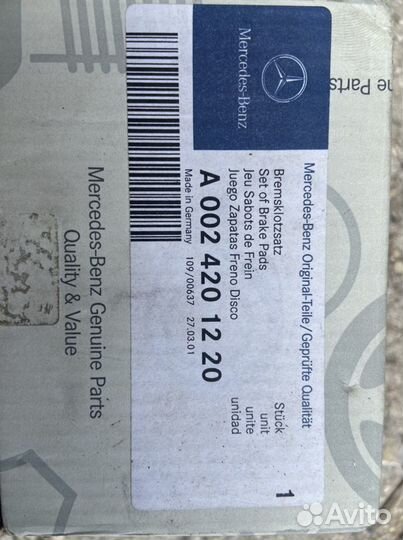 ne Parts
Mercedes-Benz
Mercedes-Benz Original-Teile/Geprüfte Qualität
Bremsklotzsatz
Set of Brake Pads
Jeu Sabots de Frein
Juego Zapatas Freno Disco
Stück
unit
unite
unidad
1
A 002 420 12 20
Made in Germany 109/00637 27.03.01
Mercedes-Benz Genuine Parts
Quality & Value
Avito